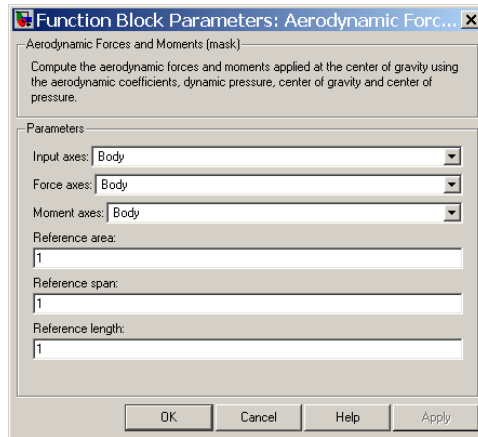 Function Block Parameters: Aerodynamic Forc...
Aerodynamic Forces and Moments (mask)
Compute the aerodynamic forces and moments applied at the center of gravity using
the aerodynamic coefficients, dynamic pressure, center of gravity and center of
pressure.
Parameters
Input axes: Body
Force axes: Body
Moment axes: Body
Reference area:
1
Reference span:
1
Reference length:
1
OK Cancel Help Apply